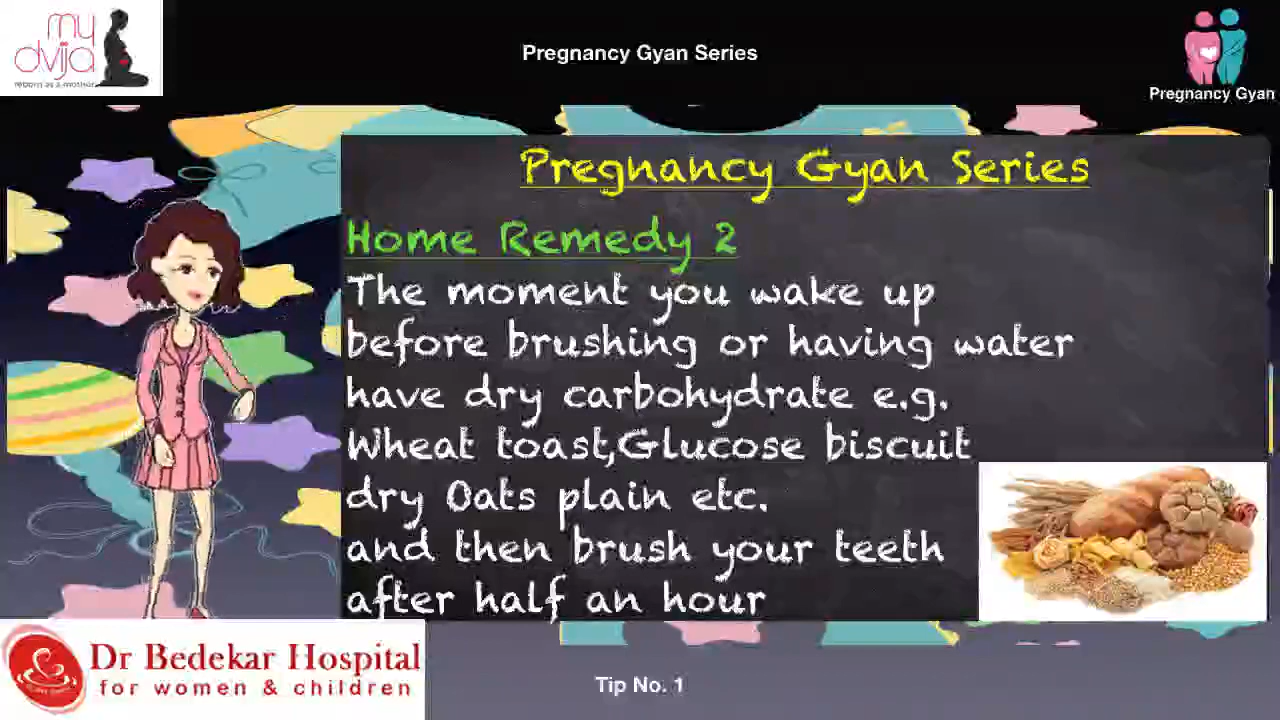 my
dvija
reborn as a mother
Pregnancy Gyan Series
Pregnancy Gyan
Pregnancy Gyan Series
Home Remedy 2
The moment you wake up
before brushing or having water
have dry carbohydrate e.g.
Wheat toast,Glucose biscuit
dry Oats plain etc.
and then brush your teeth
after half an hour
Dr Bedekar Hospital
for women & children
Tip No. 1